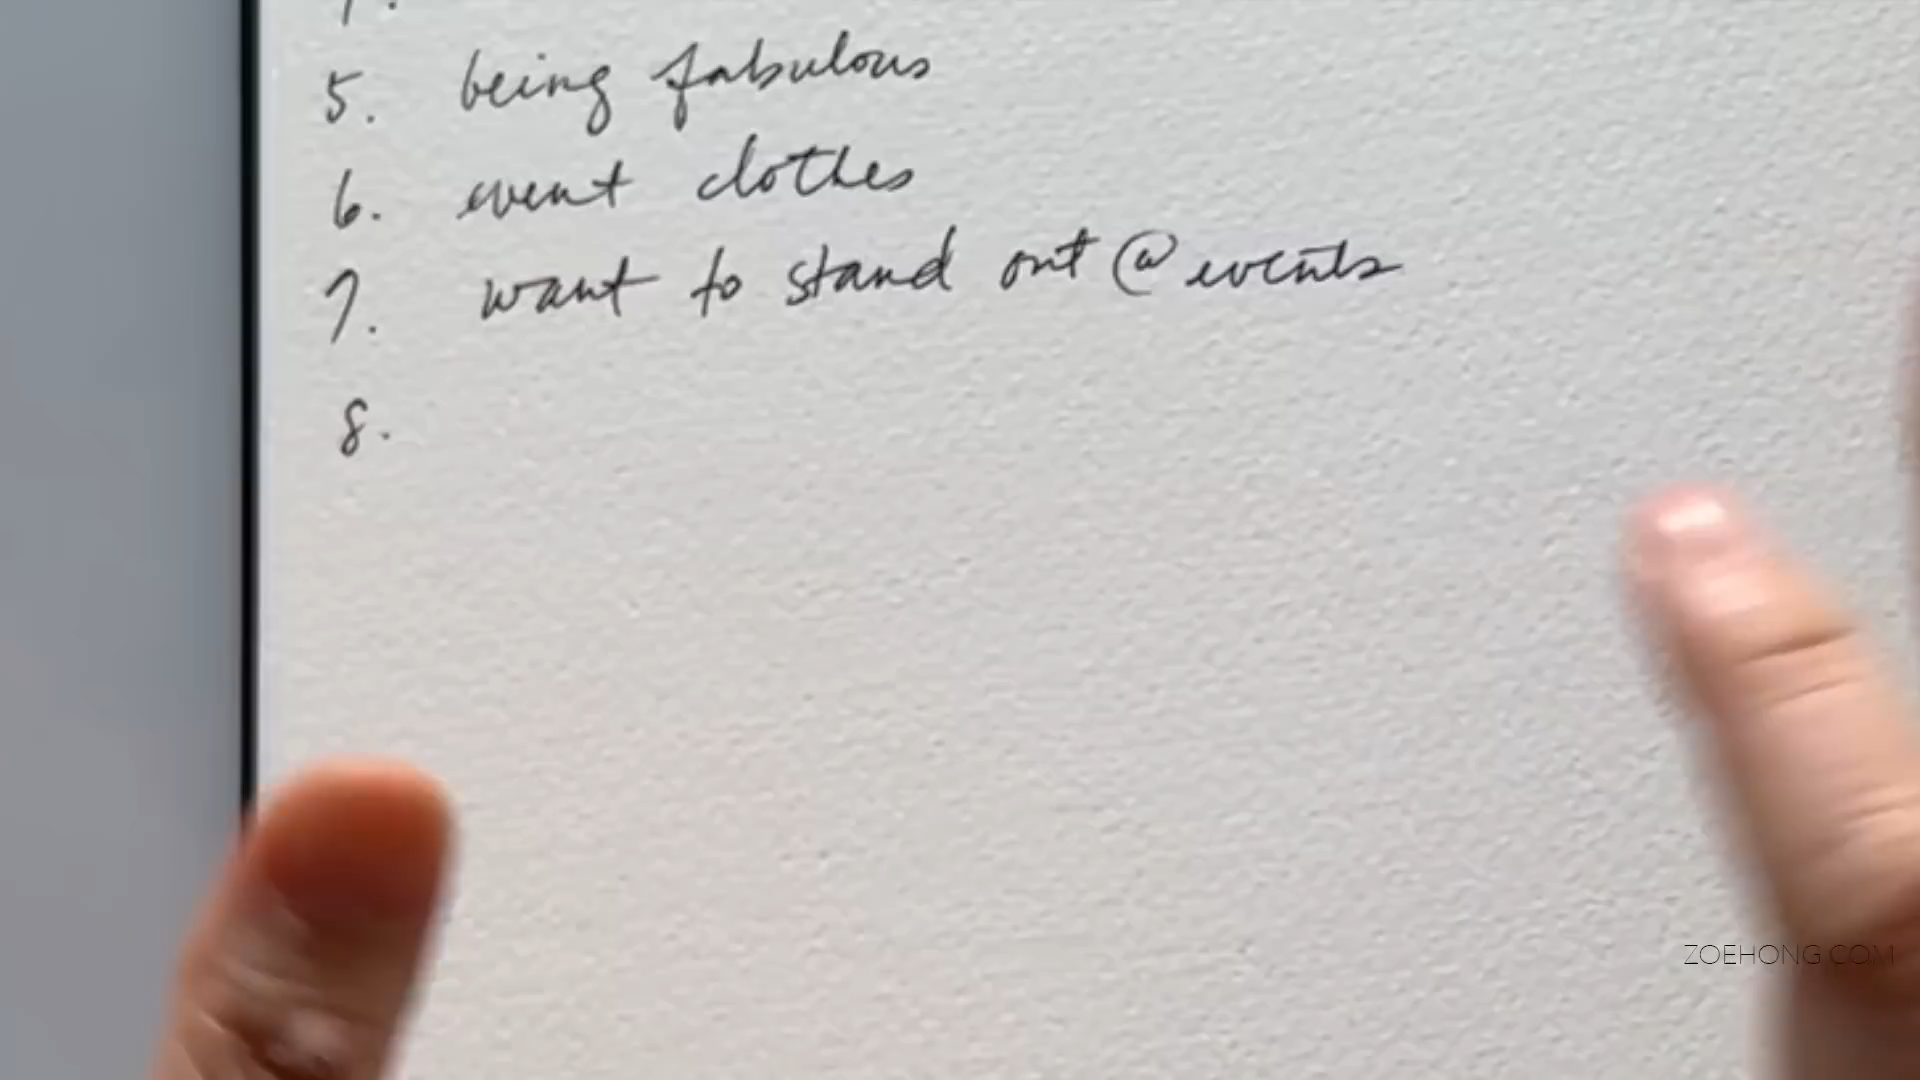 5. being fabulous
6. event clothes
7. want to stand out @ events
8.
ZOEHONG.COM